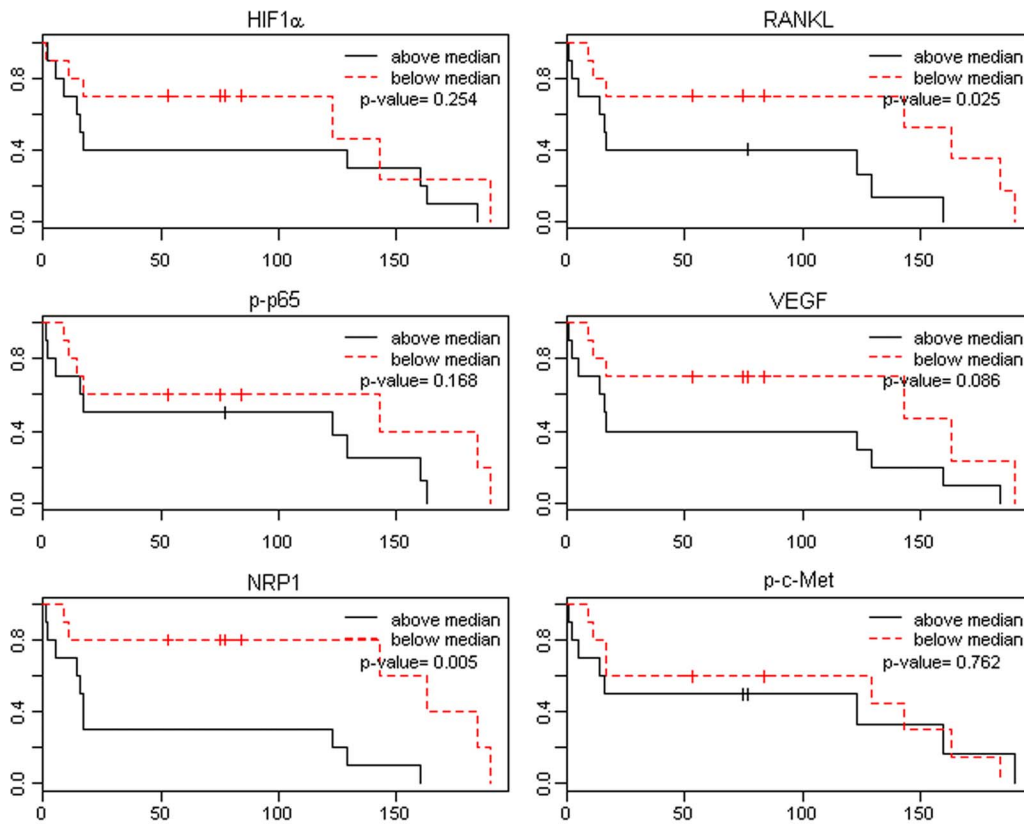 HIF1α
above median
below median
p-value= 0.254
0.0 0.4 0.8
0 50 100 150
RANKL
above median
below median
p-value= 0.025
0.0 0.4 0.8
0 50 100 150
p-p65
above median
below median
p-value= 0.168
0.0 0.4 0.8
0 50 100 150
VEGF
above median
below median
p-value= 0.086
0.0 0.4 0.8
0 50 100 150
NRP1
above median
below median
p-value= 0.005
0.0 0.4 0.8
0 50 100 150
p-c-Met
above median
below median
p-value= 0.762
0.0 0.4 0.8
0 50 100 150